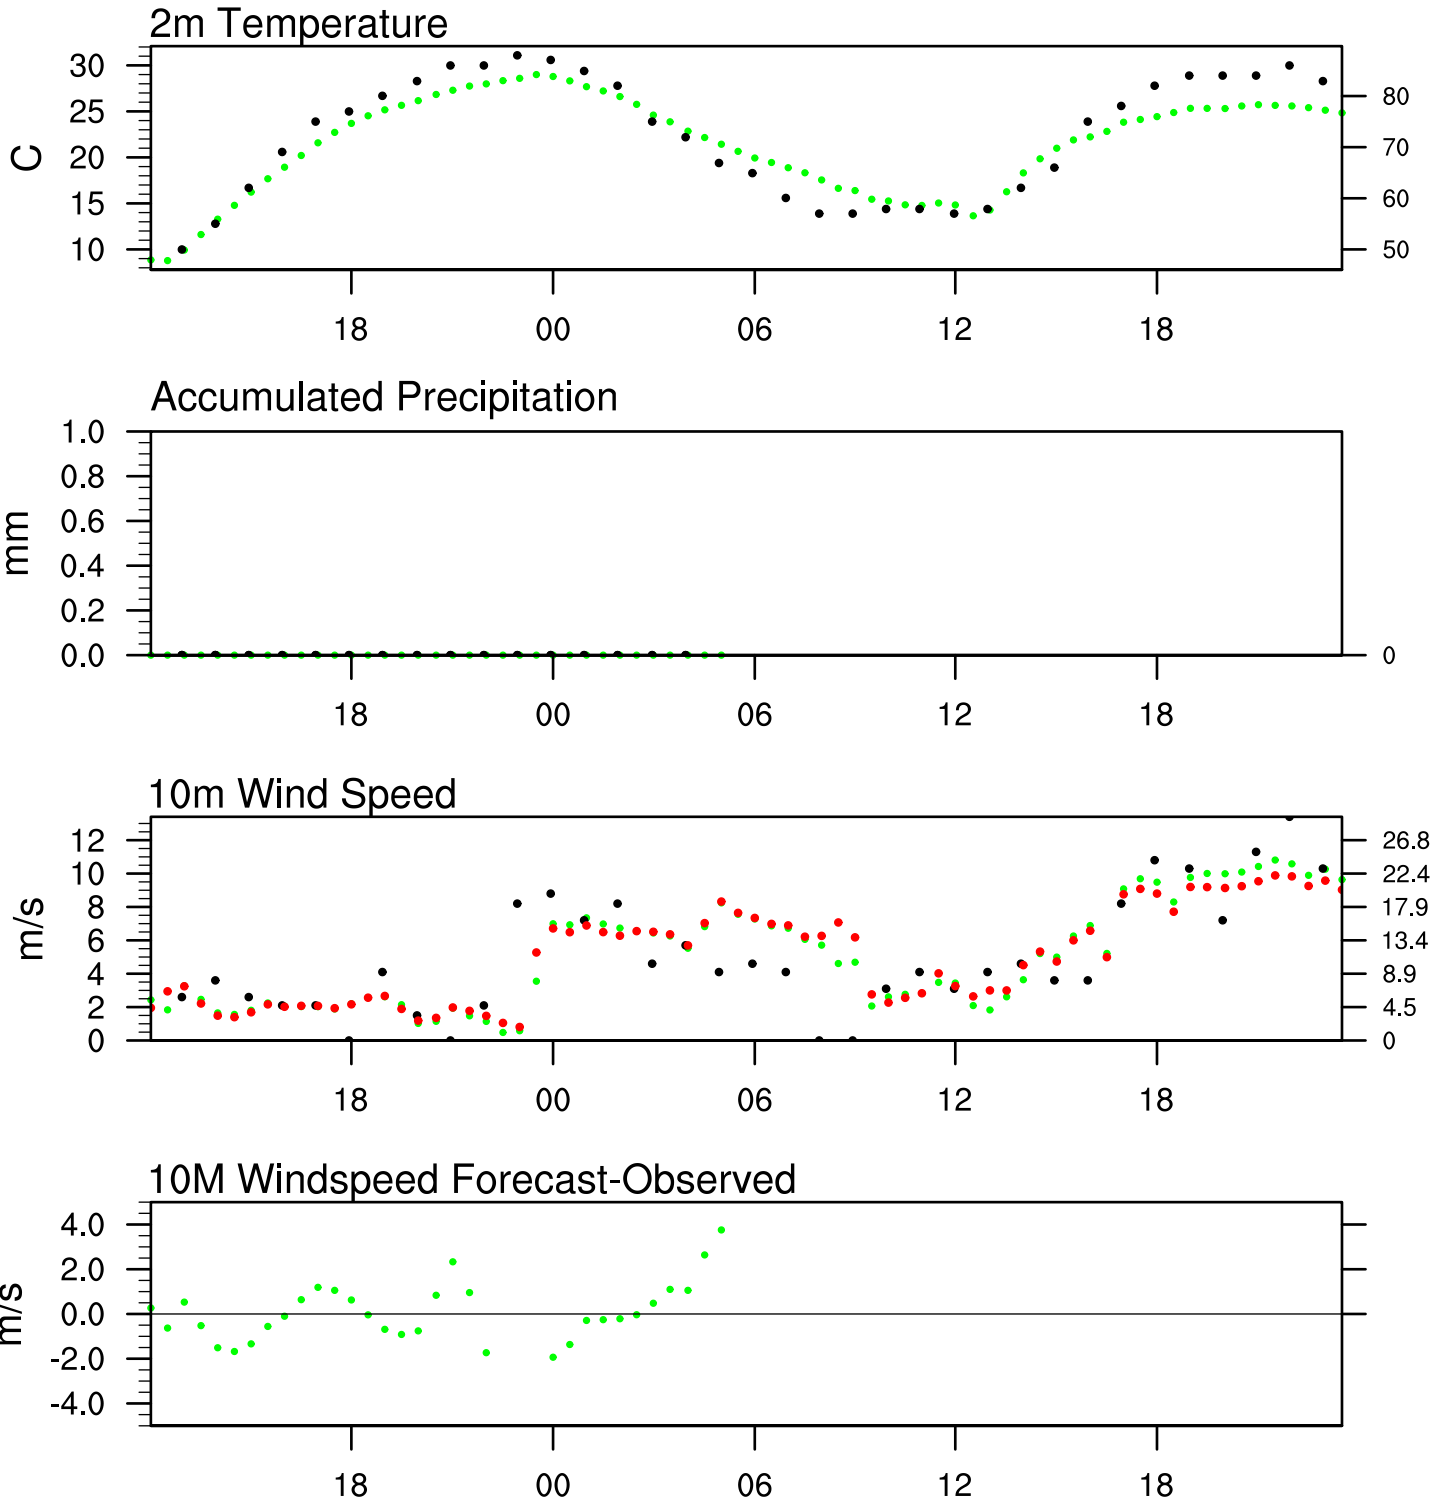 2m Temperature
30
25
20
15
10
C
80
70
60
50
18 00 06 12 18
Accumulated Precipitation
1.0
0.8
0.6
0.4
0.2
0.0
mm
0
18 00 06 12 18
10m Wind Speed
12
10
8
6
4
2
0
m/s
26.8
22.4
17.9
13.4
8.9
4.5
0
18 00 06 12 18
10M Windspeed Forecast-Observed
4.0
2.0
0.0
-2.0
-4.0
m/s
18 00 06 12 18